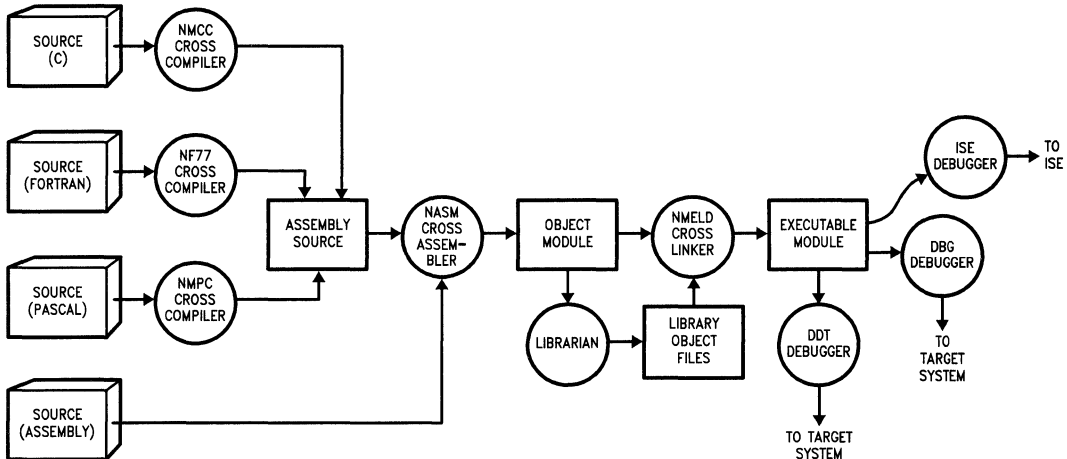 SOURCE
(C)
NMCC
CROSS
COMPILER
SOURCE
(FORTRAN)
NF77
CROSS
COMPILER
SOURCE
(PASCAL)
NMPC
CROSS
COMPILER
SOURCE
(ASSEMBLY)
ASSEMBLY
SOURCE
NASM
CROSS
ASSEM-
BLER
OBJECT
MODULE
LIBRARIAN
LIBRARY
OBJECT
FILES
NMELD
CROSS
LINKER
EXECUTABLE
MODULE
ISE
DEBUGGER
TO
ISE
DBG
DEBUGGER
TO
TARGET
SYSTEM
DDT
DEBUGGER
TO TARGET
SYSTEM